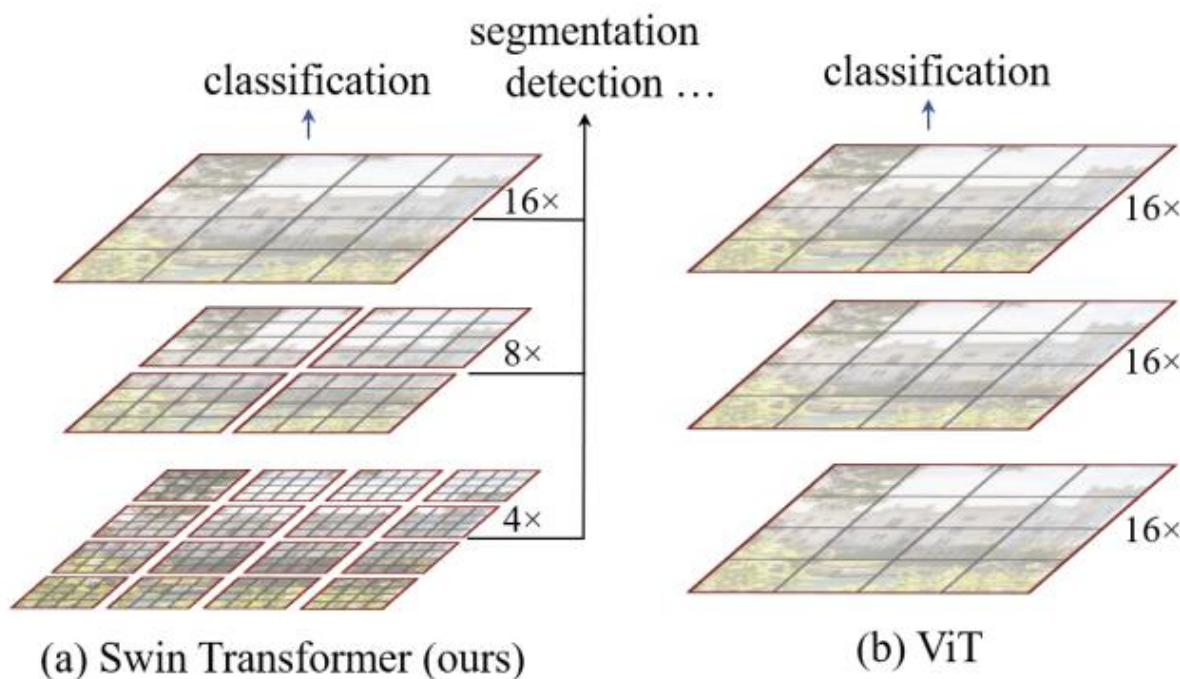 segmentation
detection …
classification
16×
8×
4×
(a) Swin Transformer (ours)
classification
16×
16×
16×
(b) ViT